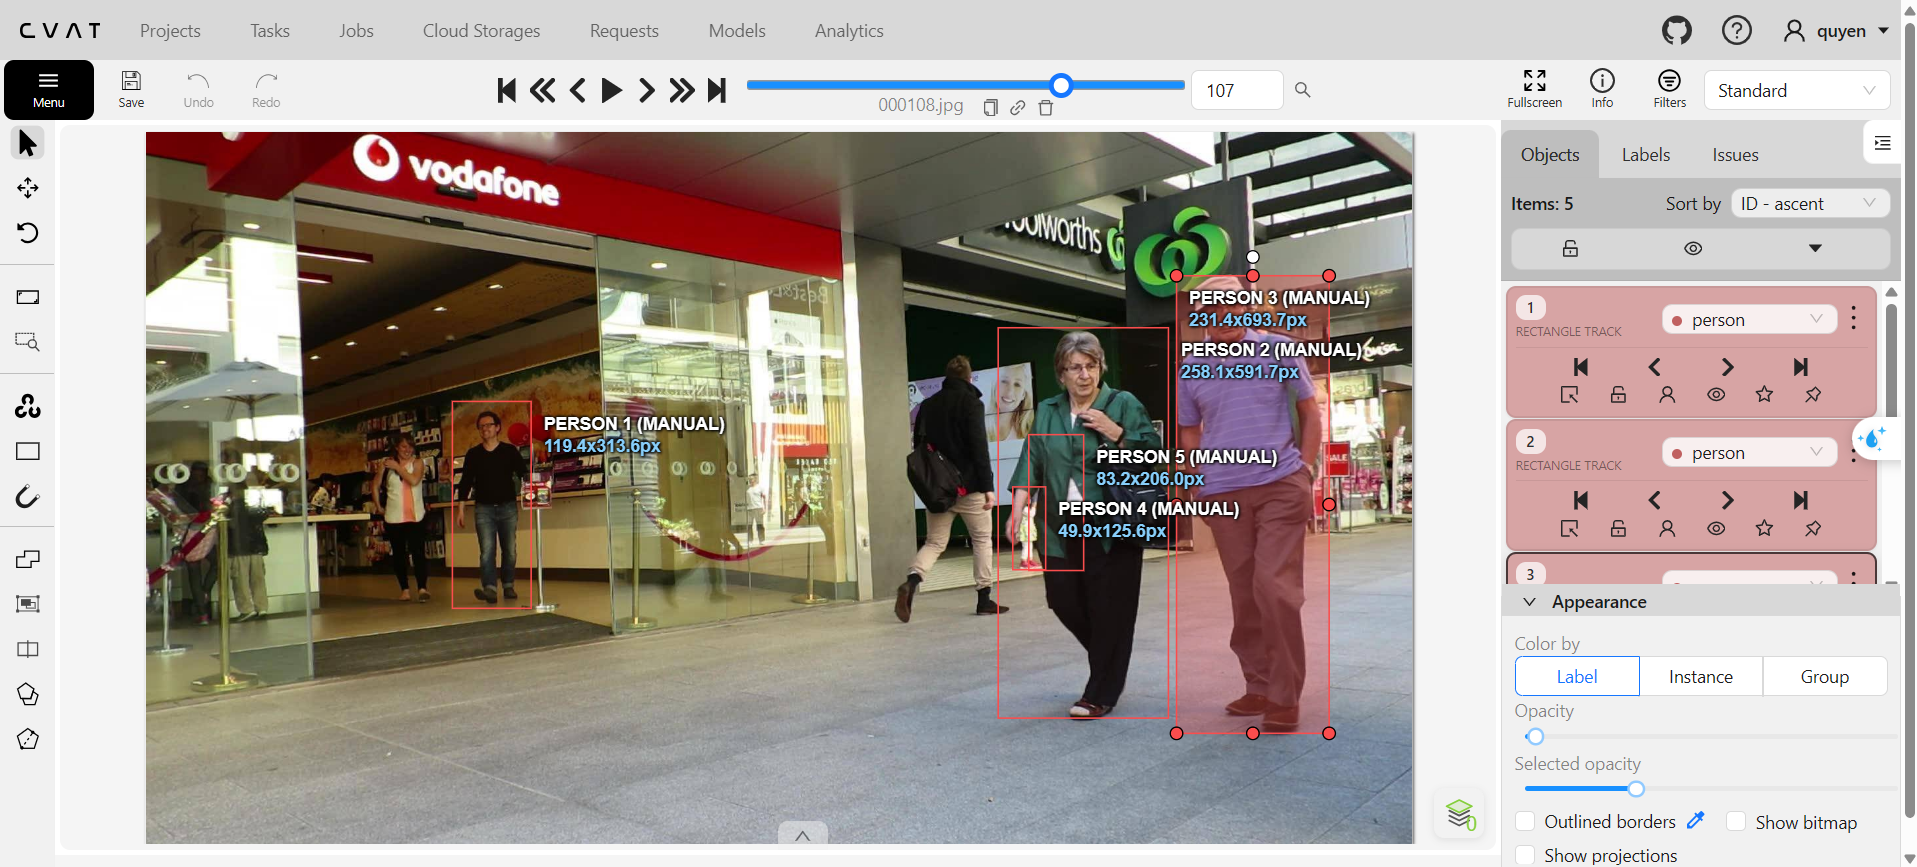 CVAT Projects Tasks Jobs Cloud Storages Requests Models Analytics quyen
Menu Save Undo Redo 107 Fullscreen Info Filters Standard
000108.jpg
vodafone
oolworths
PERSON 3 (MANUAL)
231.4x693.7px
PERSON 2 (MANUAL)
258.1x591.7px
PERSON 1 (MANUAL)
119.4x313.6px
PERSON 5 (MANUAL)
83.2x206.0px
PERSON 4 (MANUAL)
49.9x125.6px
SALE
0
Objects Labels Issues
Items: 5 Sort by ID - ascent
1 person
RECTANGLE TRACK
2 person
RECTANGLE TRACK
3
Appearance
Color by
Label Instance Group
Opacity
Selected opacity
Outlined borders Show bitmap
Show projections